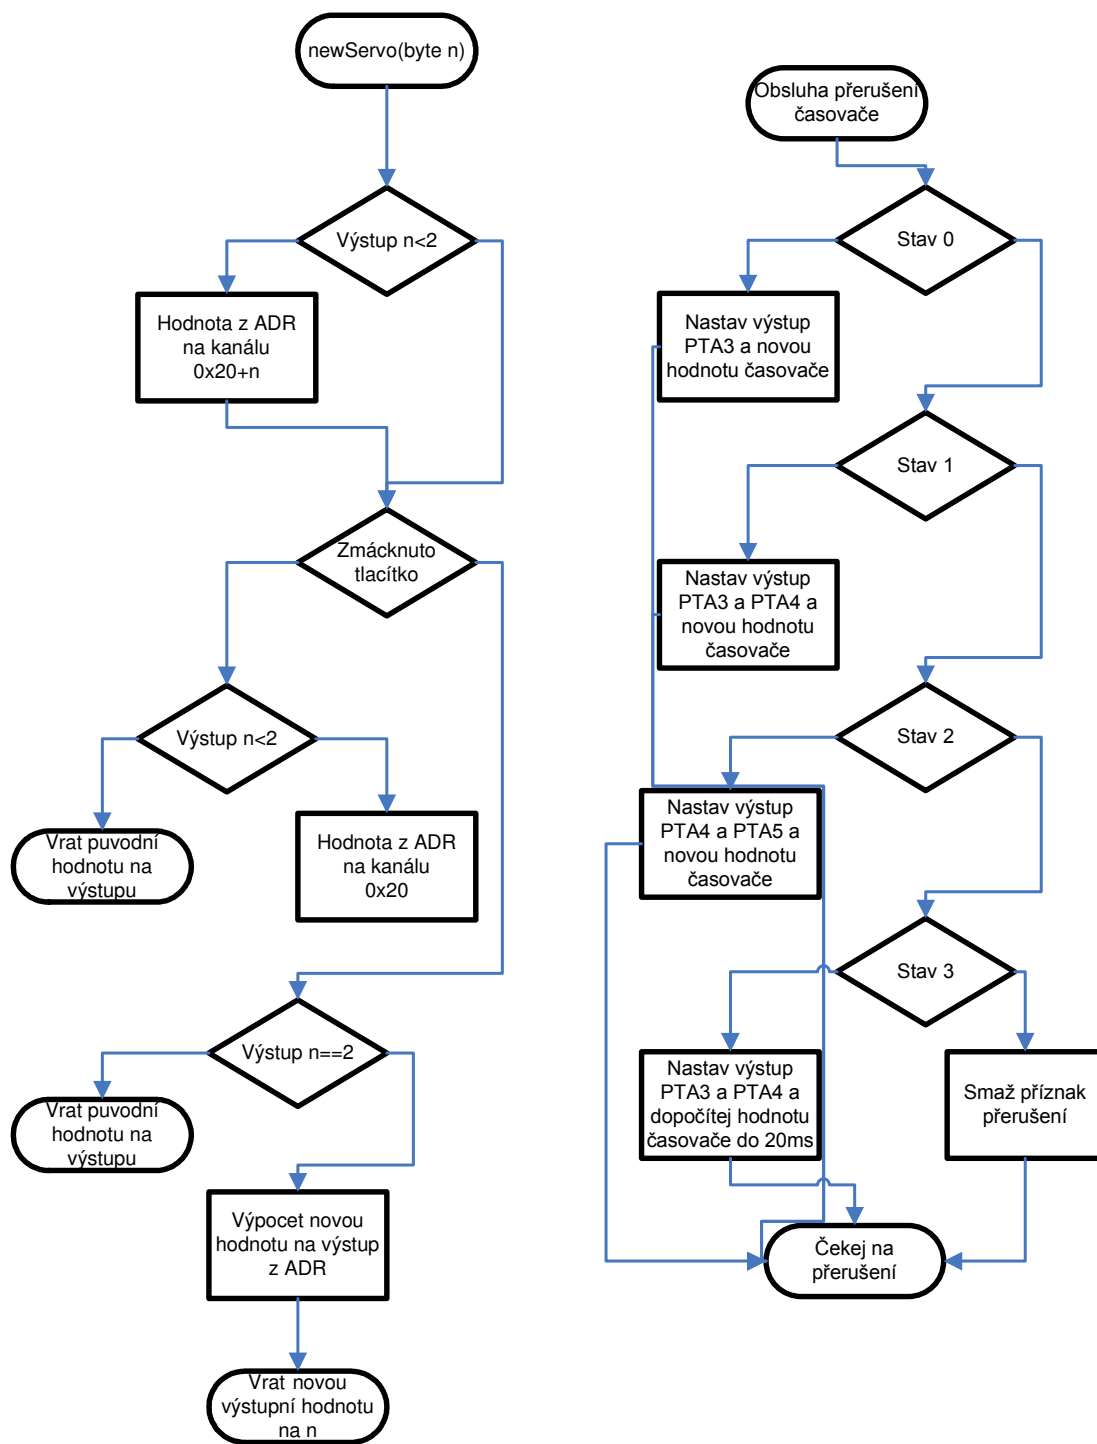 newServo(byte n)
Výstup n<2
Hodnota z ADR
na kanálu
0x20+n
Zmácknuto
tlacítko
Výstup n<2
Vrat puvodní
hodnotu na
výstupu
Hodnota z ADR
na kanálu
0x20
Výstup n==2
Vrat puvodní
hodnotu na
výstupu
Výpocet novou
hodnotu na výstup
z ADR
Vrat novou
výstupní hodnotu
na n
Obsluha přerušení
časovače
Stav 0
Nastav výstup
PTA3 a novou
hodnotu časovače
Stav 1
Nastav výstup
PTA3 a PTA4 a
novou hodnotu
časovače
Stav 2
Nastav výstup
PTA4 a PTA5 a
novou hodnotu
časovače
Stav 3
Nastav výstup
PTA3 a PTA4 a
dopočítej hodnotu
časovače do 20ms
Smaž příznak
přerušení
Čekej na
přerušení